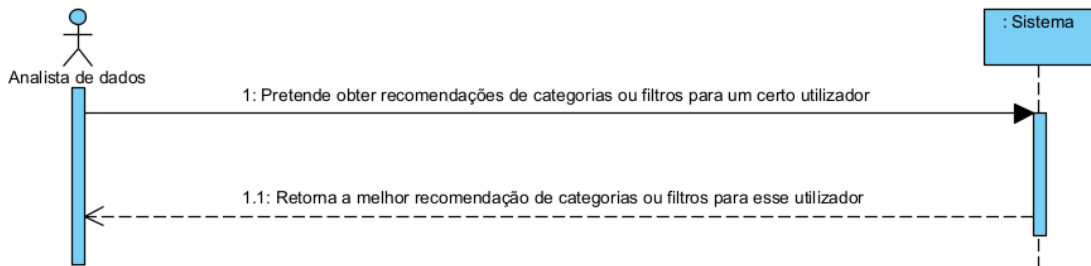 : Sistema
Analista de dados
1: Pretende obter recomendações de categorias ou filtros para um certo utilizador
1.1: Retorna a melhor recomendação de categorias ou filtros para esse utilizador